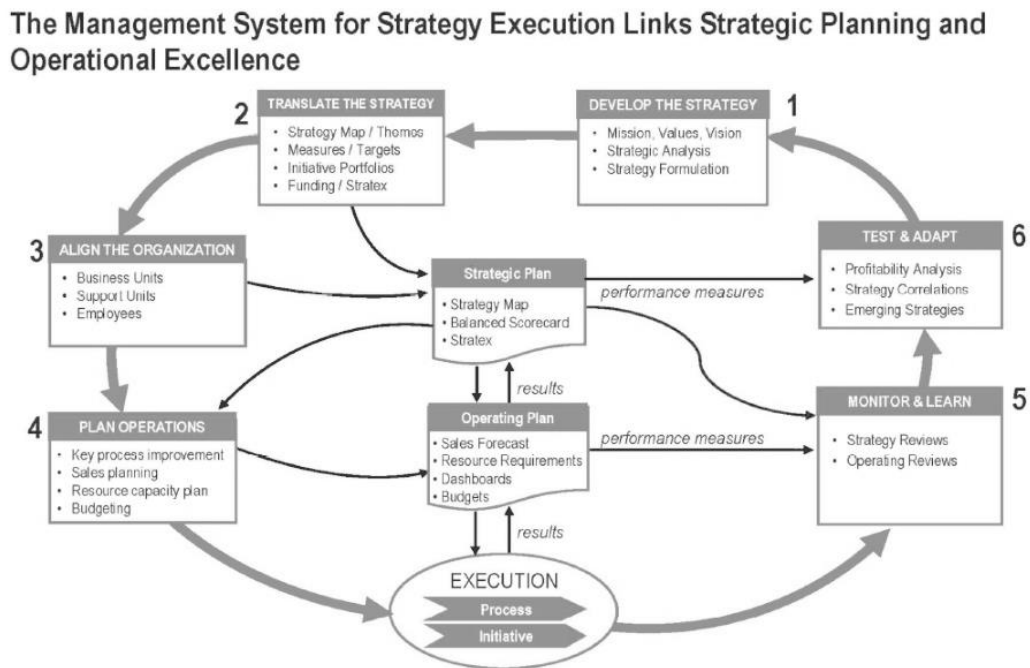 The Management System for Strategy Execution Links Strategic Planning and
Operational Excellence
1
DEVELOP THE STRATEGY
• Mission, Values, Vision
• Strategic Analysis
• Strategy Formulation
2
TRANSLATE THE STRATEGY
• Strategy Map / Themes
• Measures / Targets
• Initiative Portfolios
• Funding / Stratex
3
ALIGN THE ORGANIZATION
• Business Units
• Support Units
• Employees
4
PLAN OPERATIONS
• Key process improvement
• Sales planning
• Resource capacity plan
• Budgeting
Strategic Plan
• Strategy Map
• Balanced Scorecard
• Stratex
performance measures
results
Operating Plan
• Sales Forecast
• Resource Requirements
• Dashboards
• Budgets
performance measures
results
EXECUTION
Process
Initiative
5
MONITOR & LEARN
• Strategy Reviews
• Operating Reviews
6
TEST & ADAPT
• Profitability Analysis
• Strategy Correlations
• Emerging Strategies